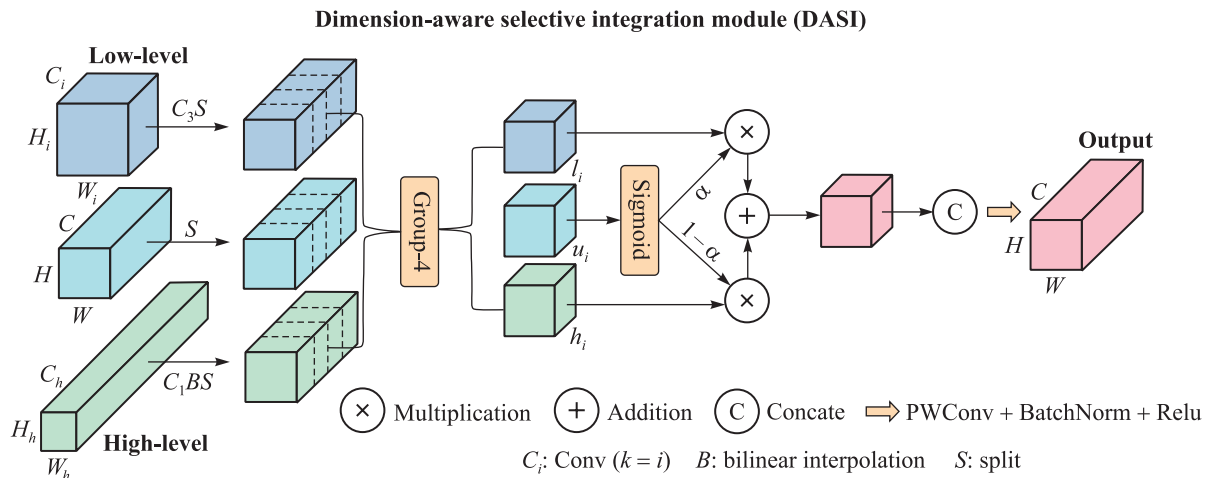 Dimension-aware selective integration module (DASI)
Low-level
C_i
H_i
W_i
C_3S
C
H
W
S
C_h
H_h
W_h
High-level
C_1BS
Group-4
l_i
u_i
h_i
Sigmoid
α
1−α
×
+
×
C
Output
C
H
W
× Multiplication + Addition C Concate PWConv + BatchNorm + Relu
C_i: Conv (k = i) B: bilinear interpolation S: split